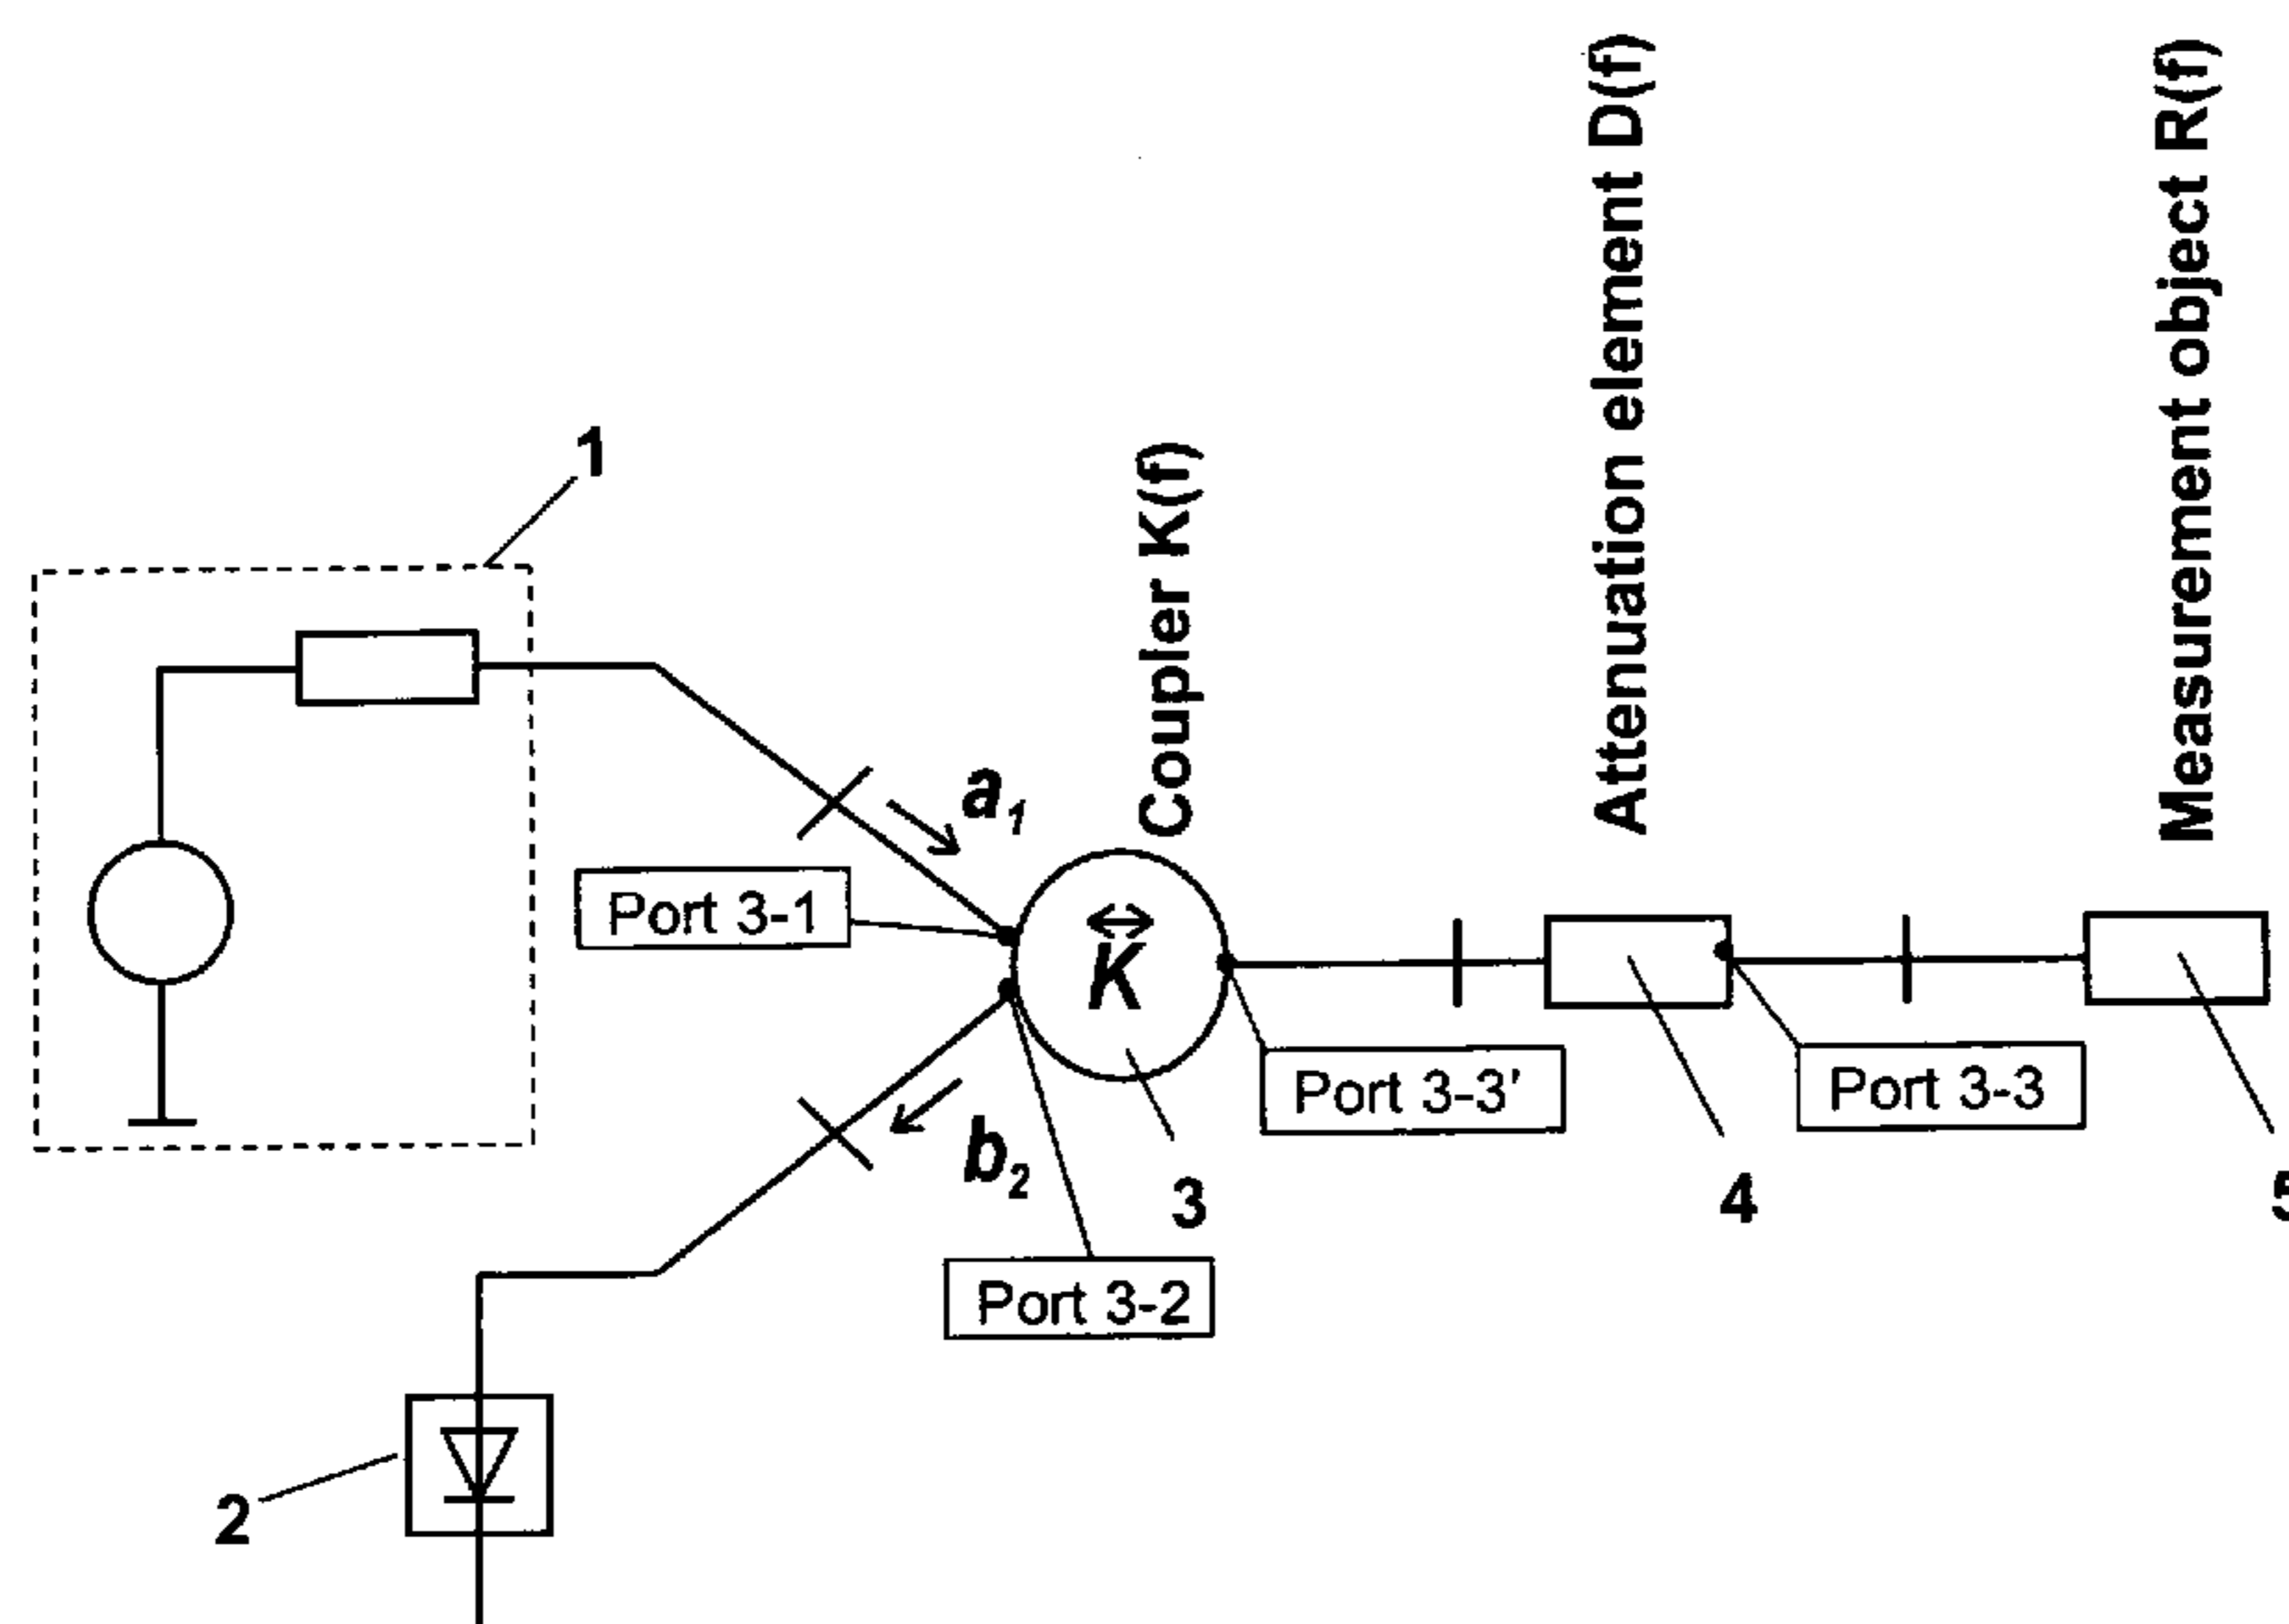 Attenuation element D(f)
Measurement object R(f)
Coupler K(f)
1
a1
Port 3-1
K
Port 3-3'
Port 3-3
b2
3
4
5
Port 3-2
2